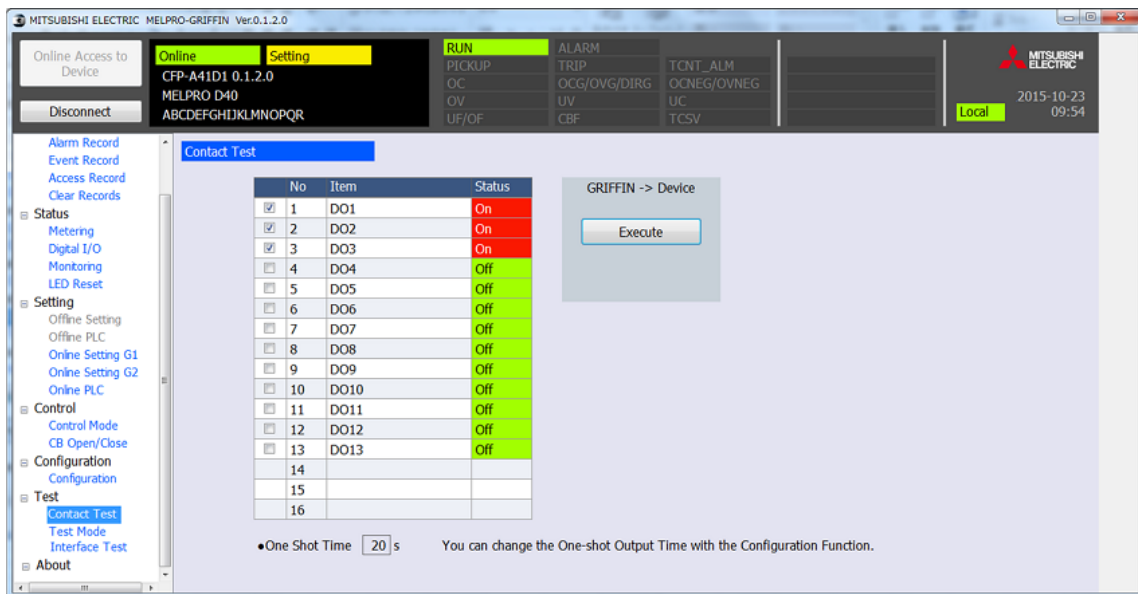 MITSUBISHI ELECTRIC MELPRO-GRIFFIN Ver.0.1.2.0
Online Access to
Device
Disconnect
Online Setting
CFP-A41D1 0.1.2.0
MELPRO D40
ABCDEFGHIJKLMNOPQR
RUN ALARM
PICKUP TRIP TCNT_ALM
OC OCG/OVG/DIRG OCNEG/OVNEG
OV UV UC
UF/OF CBF TCSV
MITSUBISHI
ELECTRIC
2015-10-23
Local 09:54
Alarm Record
Event Record
Access Record
Clear Records
Status
Metering
Digital I/O
Monitoring
LED Reset
Setting
Offline Setting
Offline PLC
Online Setting G1
Online Setting G2
Online PLC
Control
Control Mode
CB Open/Close
Configuration
Configuration
Test
Contact Test
Test Mode
Interface Test
About
Contact Test
No Item Status
1 DO1 On
2 DO2 On
3 DO3 On
4 DO4 Off
5 DO5 Off
6 DO6 Off
7 DO7 Off
8 DO8 Off
9 DO9 Off
10 DO10 Off
11 DO11 Off
12 DO12 Off
13 DO13 Off
14
15
16
GRIFFIN -> Device
Execute
●One Shot Time 20 s You can change the One-shot Output Time with the Configuration Function.